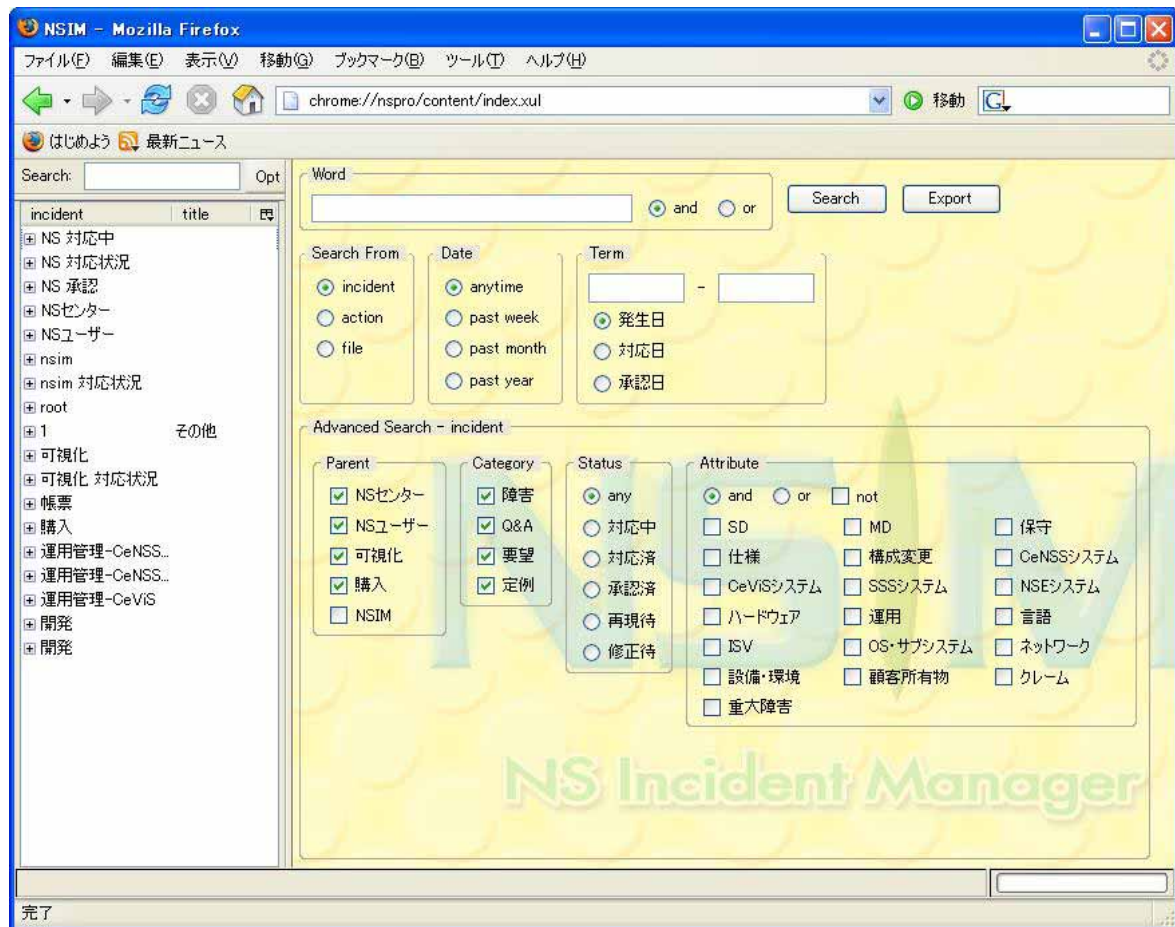 NSIM - Mozilla Firefox
ファイル(F) 編集(E) 表示(V) 移動(G) ブックマーク(B) ツール(T) ヘルプ(H)
chrome://nspro/content/index.xul 移動 G
はじめよう 最新ニュース
Search: Opt
incident title
NS 対応中
NS 対応状況
NS 承認
NSセンター
NSユーザー
nsim
nsim 対応状況
root
1 その他
可視化
可視化 対応状況
帳票
購入
運用管理-CeNSS...
運用管理-CeNSS...
運用管理-CeViS
開発
開発
Word
and or Search Export
Search From
incident
action
file
Date
anytime
past week
past month
past year
Term
-
発生日
対応日
承認日
Advanced Search - incident
Parent
NSセンター
NSユーザー
可視化
購入
NSIM
Category
障害
Q&A
要望
定例
Status
any
対応中
対応済
承認済
再現待
修正待
Attribute
and or not
SD MD 保守
仕様 構成変更 CeNSSシステム
CeViSシステム SSSシステム NSEシステム
ハードウェア 運用 言語
ISV OS・サブシステム ネットワーク
設備・環境 顧客所有物 クレーム
重大障害
NSIM
NS Incident Manager
完了